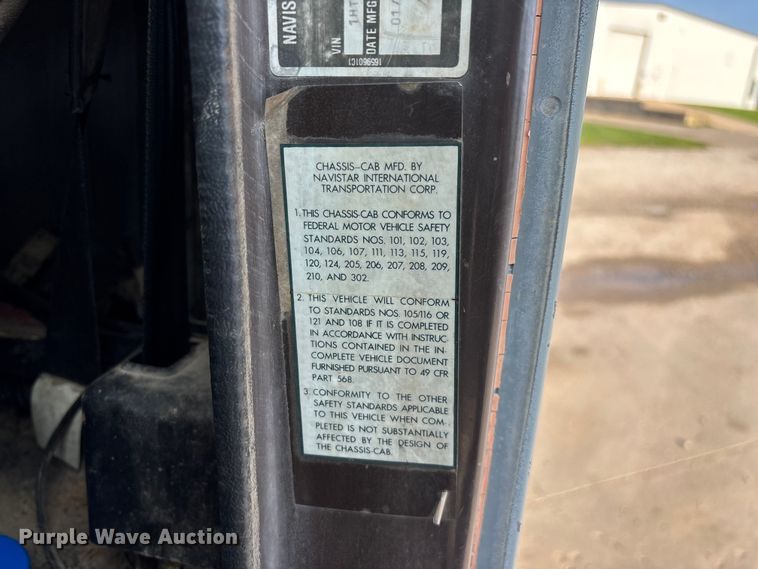 NAVIS
VIN 1HT
DATE MFG 01/
1659601C1
CHASSIS-CAB MFD. BY
NAVISTAR INTERNATIONAL
TRANSPORTATION CORP.
1. THIS CHASSIS-CAB CONFORMS TO
FEDERAL MOTOR VEHICLE SAFETY
STANDARDS NOS. 101, 102, 103,
104, 106, 107, 111, 113, 115, 119,
120, 124, 205, 206, 207, 208, 209,
210, AND 302.
2. THIS VEHICLE WILL CONFORM
TO STANDARDS NOS. 105/116 OR
121 AND 108 IF IT IS COMPLETED
IN ACCORDANCE WITH INSTRUC-
TIONS CONTAINED IN THE IN-
COMPLETE VEHICLE DOCUMENT
FURNISHED PURSUANT TO 49 CFR
PART 568.
3. CONFORMITY TO THE OTHER
SAFETY STANDARDS APPLICABLE
TO THIS VEHICLE WHEN COM-
PLETED IS NOT SUBSTANTIALLY
AFFECTED BY THE DESIGN OF
THE CHASSIS-CAB.
Purple Wave Auction